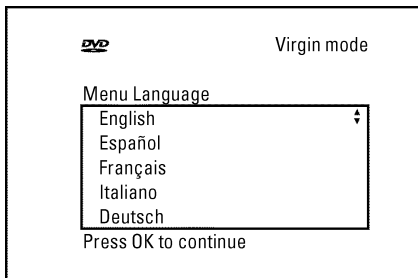 DVD Virgin mode
Menu Language
English
Español
Français
Italiano
Deutsch
Press OK to continue